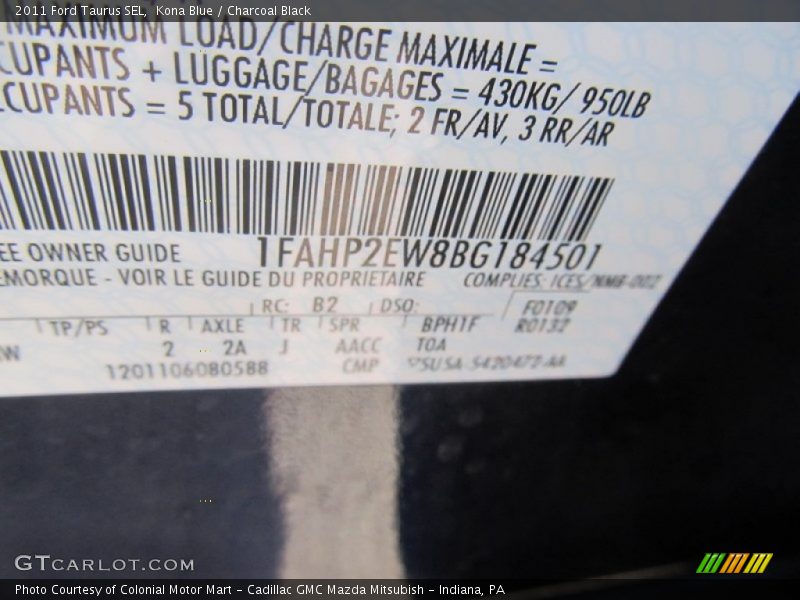 2011 Ford Taurus SEL, Kona Blue / Charcoal Black
MAXIMUM LOAD/CHARGE MAXIMALE =
CUPANTS + LUGGAGE/BAGAGES = 430KG/ 950LB
CCUPANTS = 5 TOTAL/TOTALE; 2 FR/AV, 3 RR/AR
1FAHP2EW8BG184501
EE OWNER GUIDE
EMORQUE - VOIR LE GUIDE DU PROPRIETAIRE COMPLIES: ICES/NMB-002
RC: B2 DSO: F0109
TP/PS R AXLE TR SPR BPH1F R0132
W 2 2A J AACC TOA
1201106080588 CMP
GTCARLOT.COM
Photo Courtesy of Colonial Motor Mart - Cadillac GMC Mazda Mitsubish - Indiana, PA